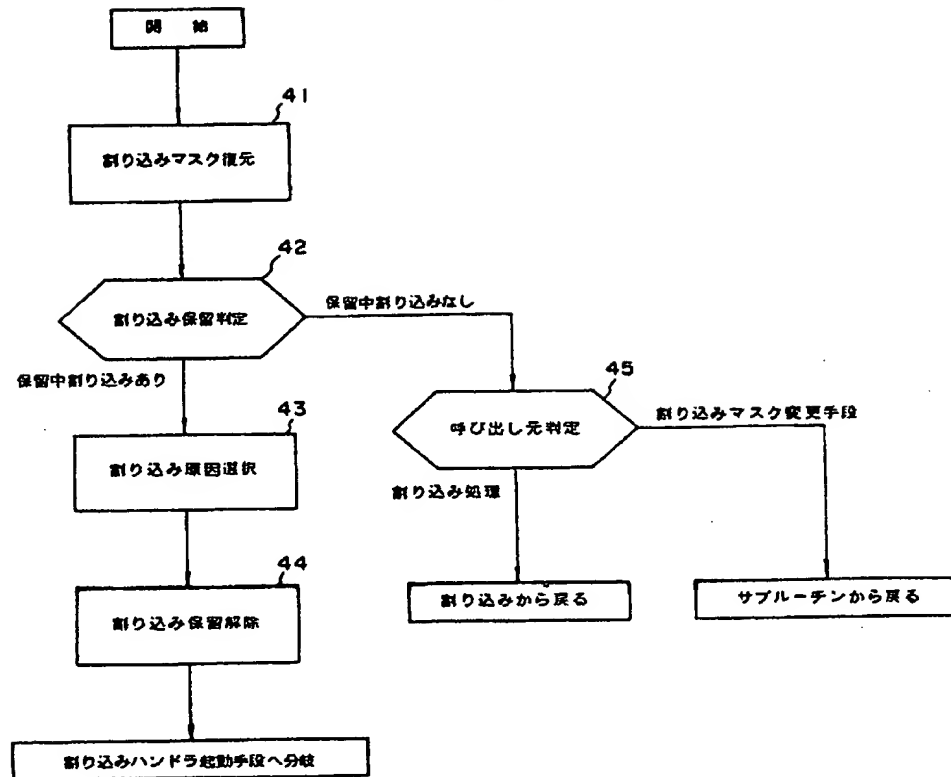 開 始
41
割り込みマスク復元
42
割り込み保留判定
保留中割り込みなし
保留中割り込みあり
45
呼び出し元判定
割り込みマスク変更手段
43
割り込み原因選択
割り込み処理
44
割り込み保留解除
割り込みから戻る
サブルーチンから戻る
割り込みハンドラ起動手段へ分岐